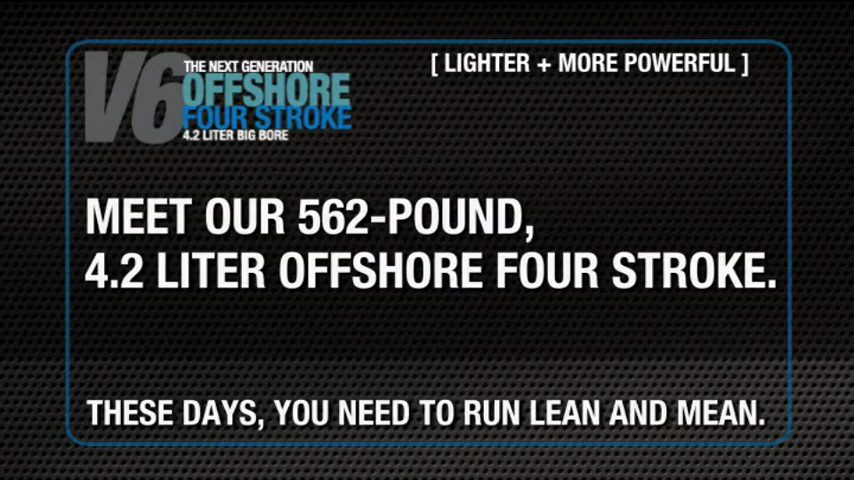 V6
THE NEXT GENERATION
OFFSHORE
FOUR STROKE
4.2 LITER BIG BORE
[ LIGHTER + MORE POWERFUL ]
MEET OUR 562-POUND,
4.2 LITER OFFSHORE FOUR STROKE.
THESE DAYS, YOU NEED TO RUN LEAN AND MEAN.